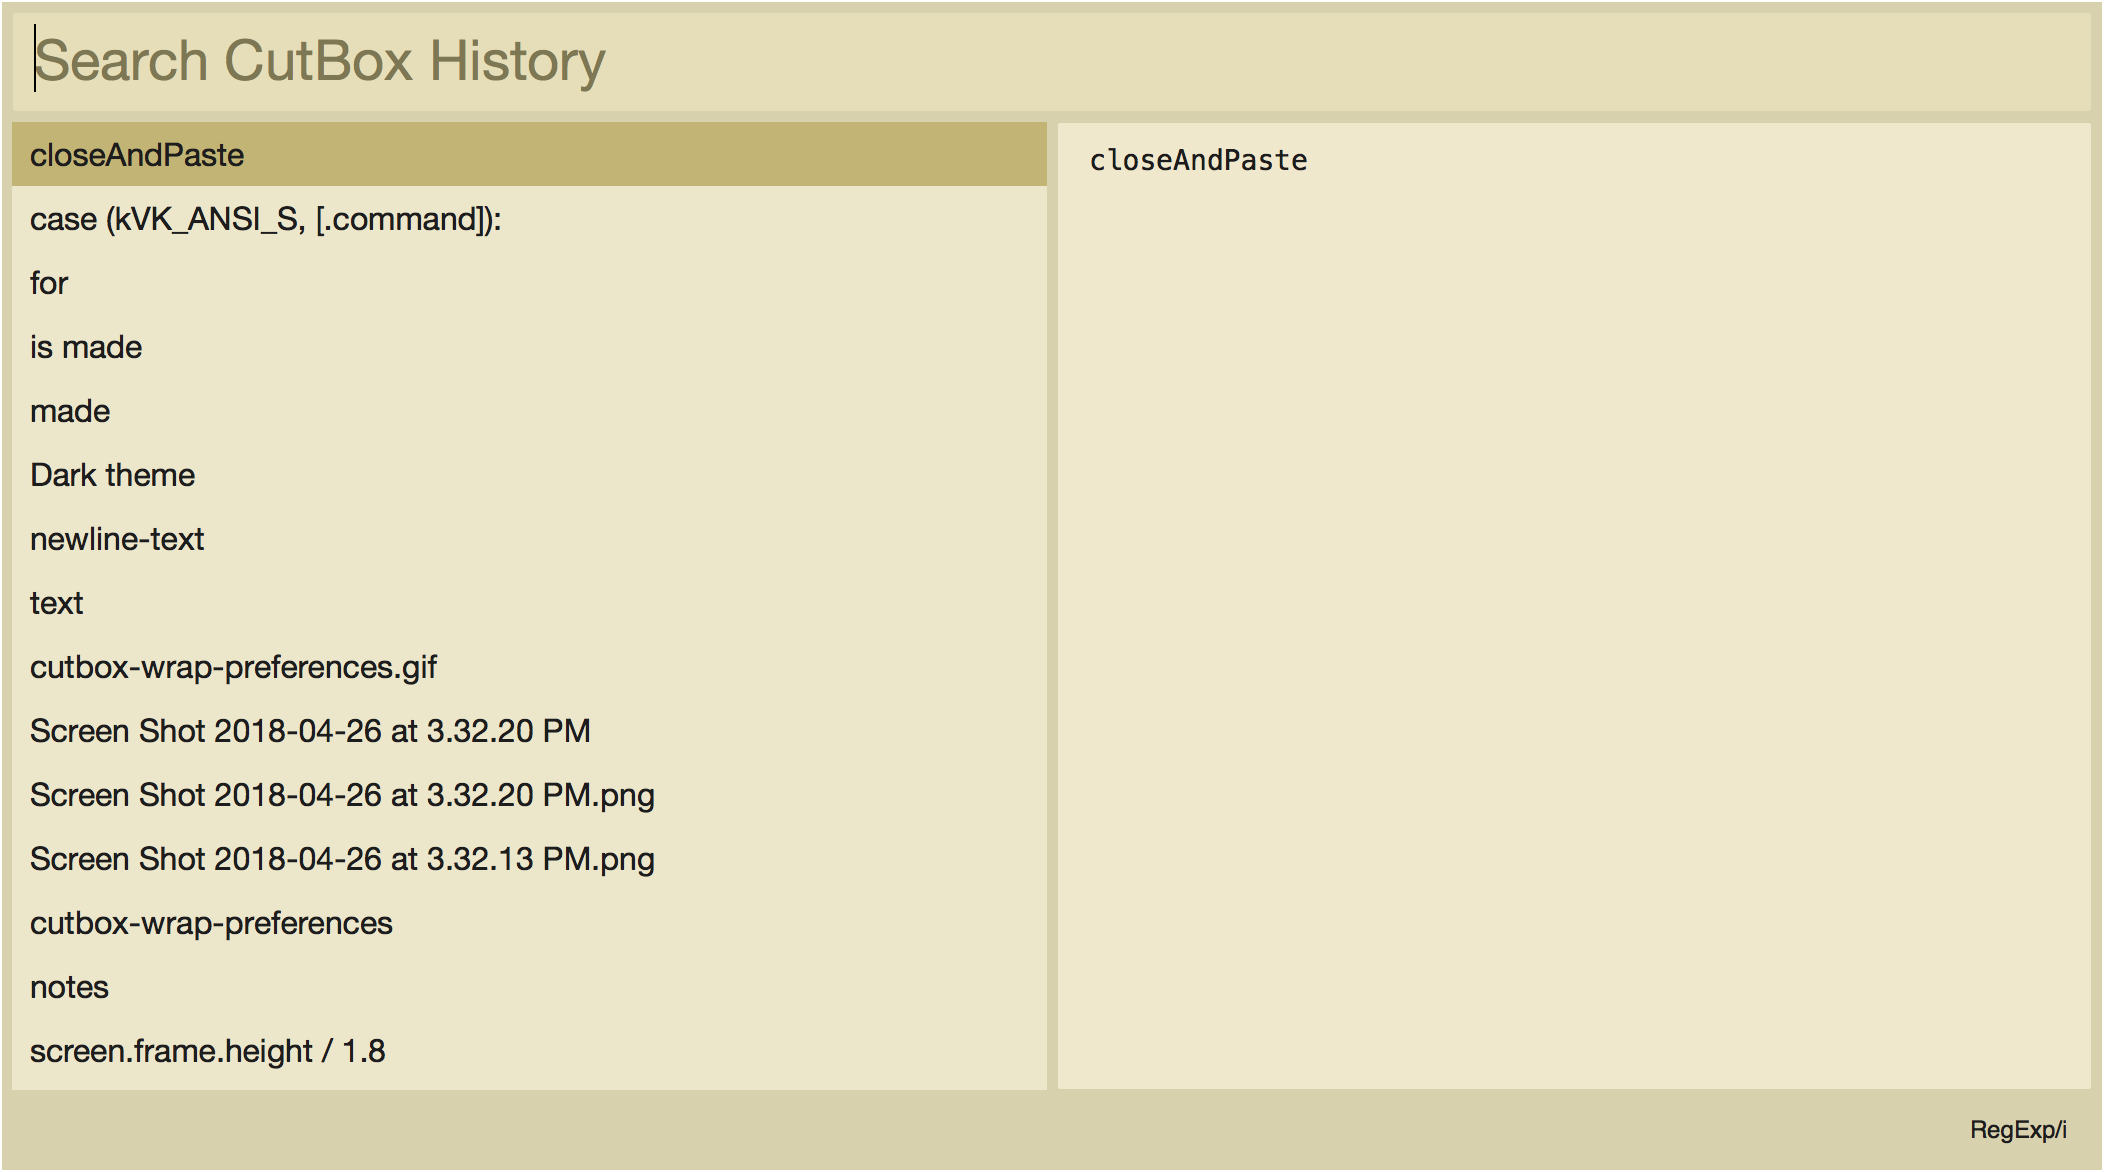 Search CutBox History
closeAndPaste
case (kVK_ANSI_S, [.command]):
for
is made
made
Dark theme
newline-text
text
cutbox-wrap-preferences.gif
Screen Shot 2018-04-26 at 3.32.20 PM
Screen Shot 2018-04-26 at 3.32.20 PM.png
Screen Shot 2018-04-26 at 3.32.13 PM.png
cutbox-wrap-preferences
notes
screen.frame.height / 1.8
closeAndPaste
RegExp/i